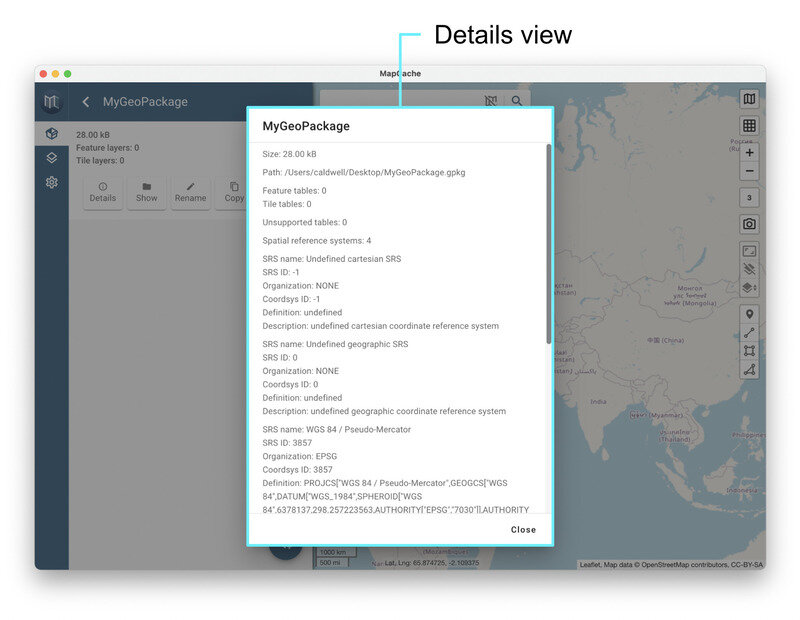 Details view
MapCache
MyGeoPackage
28.00 kB
Feature layers: 0
Tile layers: 0
Details
Show
Rename
Copy
MyGeoPackage
Size: 28.00 kB
Path: /Users/caldwell/Desktop/MyGeoPackage.gpkg
Feature tables: 0
Tile tables: 0
Unsupported tables: 0
Spatial reference systems: 4
SRS name: Undefined cartesian SRS
SRS ID: -1
Organization: NONE
Coordsys ID: -1
Definition: undefined
Description: undefined cartesian coordinate reference system
SRS name: Undefined geographic SRS
SRS ID: 0
Organization: NONE
Coordsys ID: 0
Definition: undefined
Description: undefined geographic coordinate reference system
SRS name: WGS 84 / Pseudo-Mercator
SRS ID: 3857
Organization: EPSG
Coordsys ID: 3857
Definition: PROJCS["WGS 84 / Pseudo-Mercator",GEOGCS["WGS
84",DATUM["WGS_1984",SPHEROID["WGS
84",6378137,298.257223563,AUTHORITY["EPSG","7030"]],AUTHORITY
Close
+
−
3
Монгол
улс
(Mongolia)
中国 (China)
India
(Myanmar)
(Thailand)
Philippines
Indonesia
(Mozambique)
1000 km
500 mi
Lat, Lng: 65.874725, -2.109375
Leaflet, Map data © OpenStreetMap contributors, CC-BY-SA